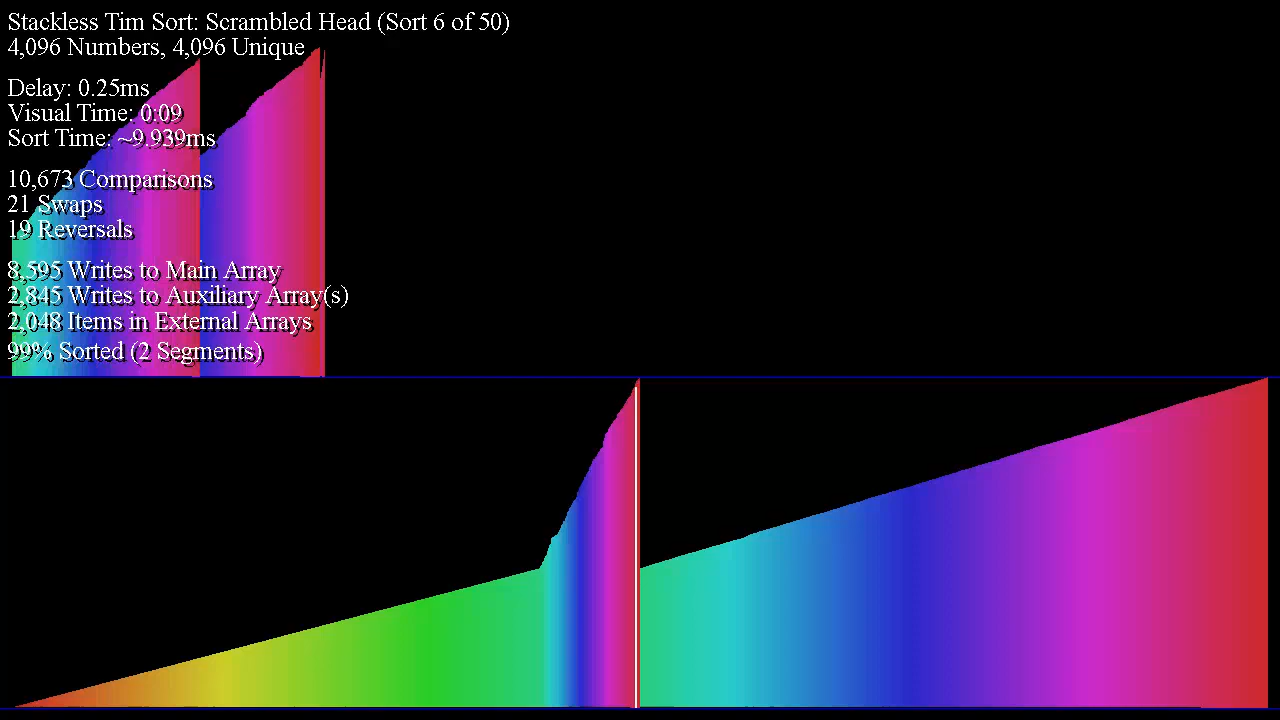 Stackless Tim Sort: Scrambled Head (Sort 6 of 50)
4,096 Numbers, 4,096 Unique
Delay: 0.25ms
Visual Time: 0:09
Sort Time: ~9.939ms
10,673 Comparisons
21 Swaps
19 Reversals
8,595 Writes to Main Array
2,845 Writes to Auxiliary Array(s)
2,048 Items in External Arrays
99% Sorted (2 Segments)